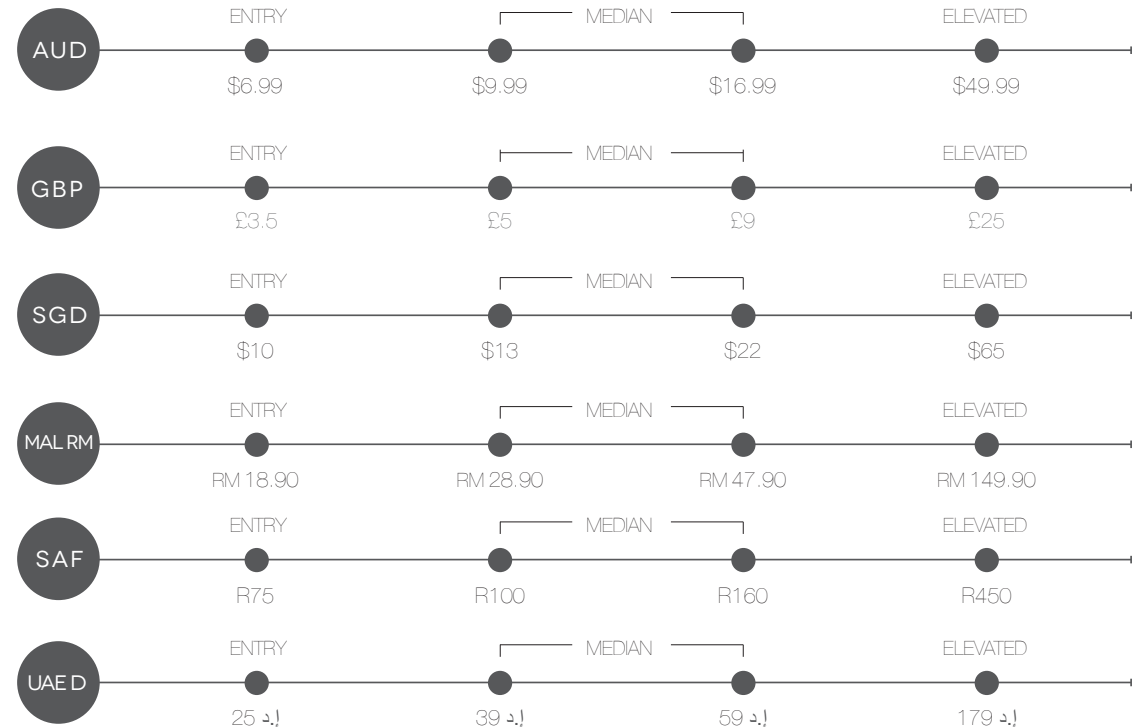 ENTRY MEDIAN ELEVATED
AUD
$6.99 $9.99 $16.99 $49.99
ENTRY MEDIAN ELEVATED
GBP
£3.5 £5 £9 £25
ENTRY MEDIAN ELEVATED
SGD
$10 $13 $22 $65
ENTRY MEDIAN ELEVATED
MAL RM
RM 18.90 RM 28.90 RM 47.90 RM 149.90
ENTRY MEDIAN ELEVATED
SAF
R75 R100 R160 R450
ENTRY MEDIAN ELEVATED
UAE D
25 د.إ 39 د.إ 59 د.إ 179 د.إ